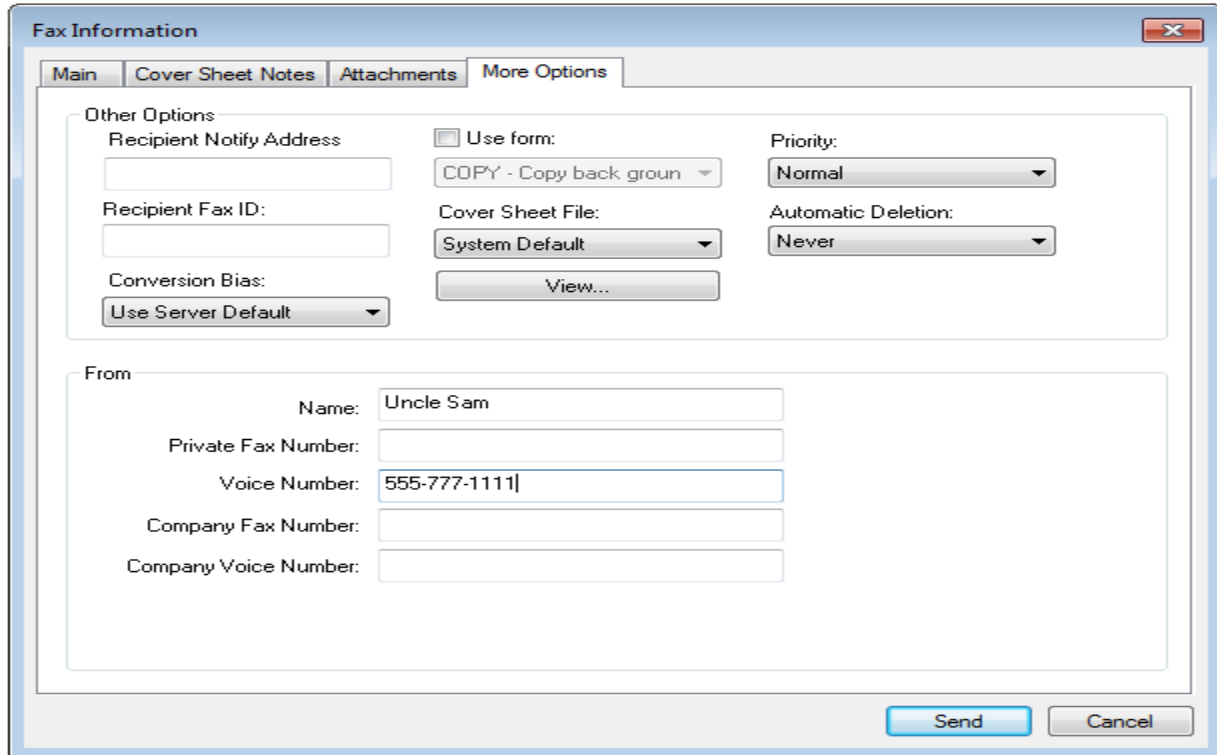 Fax Information
Main Cover Sheet Notes Attachments More Options
Other Options
Recipient Notify Address
Use form:
Priority:
COPY - Copy back groun
Normal
Recipient Fax ID:
Cover Sheet File:
Automatic Deletion:
System Default
Never
Conversion Bias:
View...
Use Server Default
From
Name: Uncle Sam
Private Fax Number:
Voice Number: 555-777-1111
Company Fax Number:
Company Voice Number:
Send Cancel